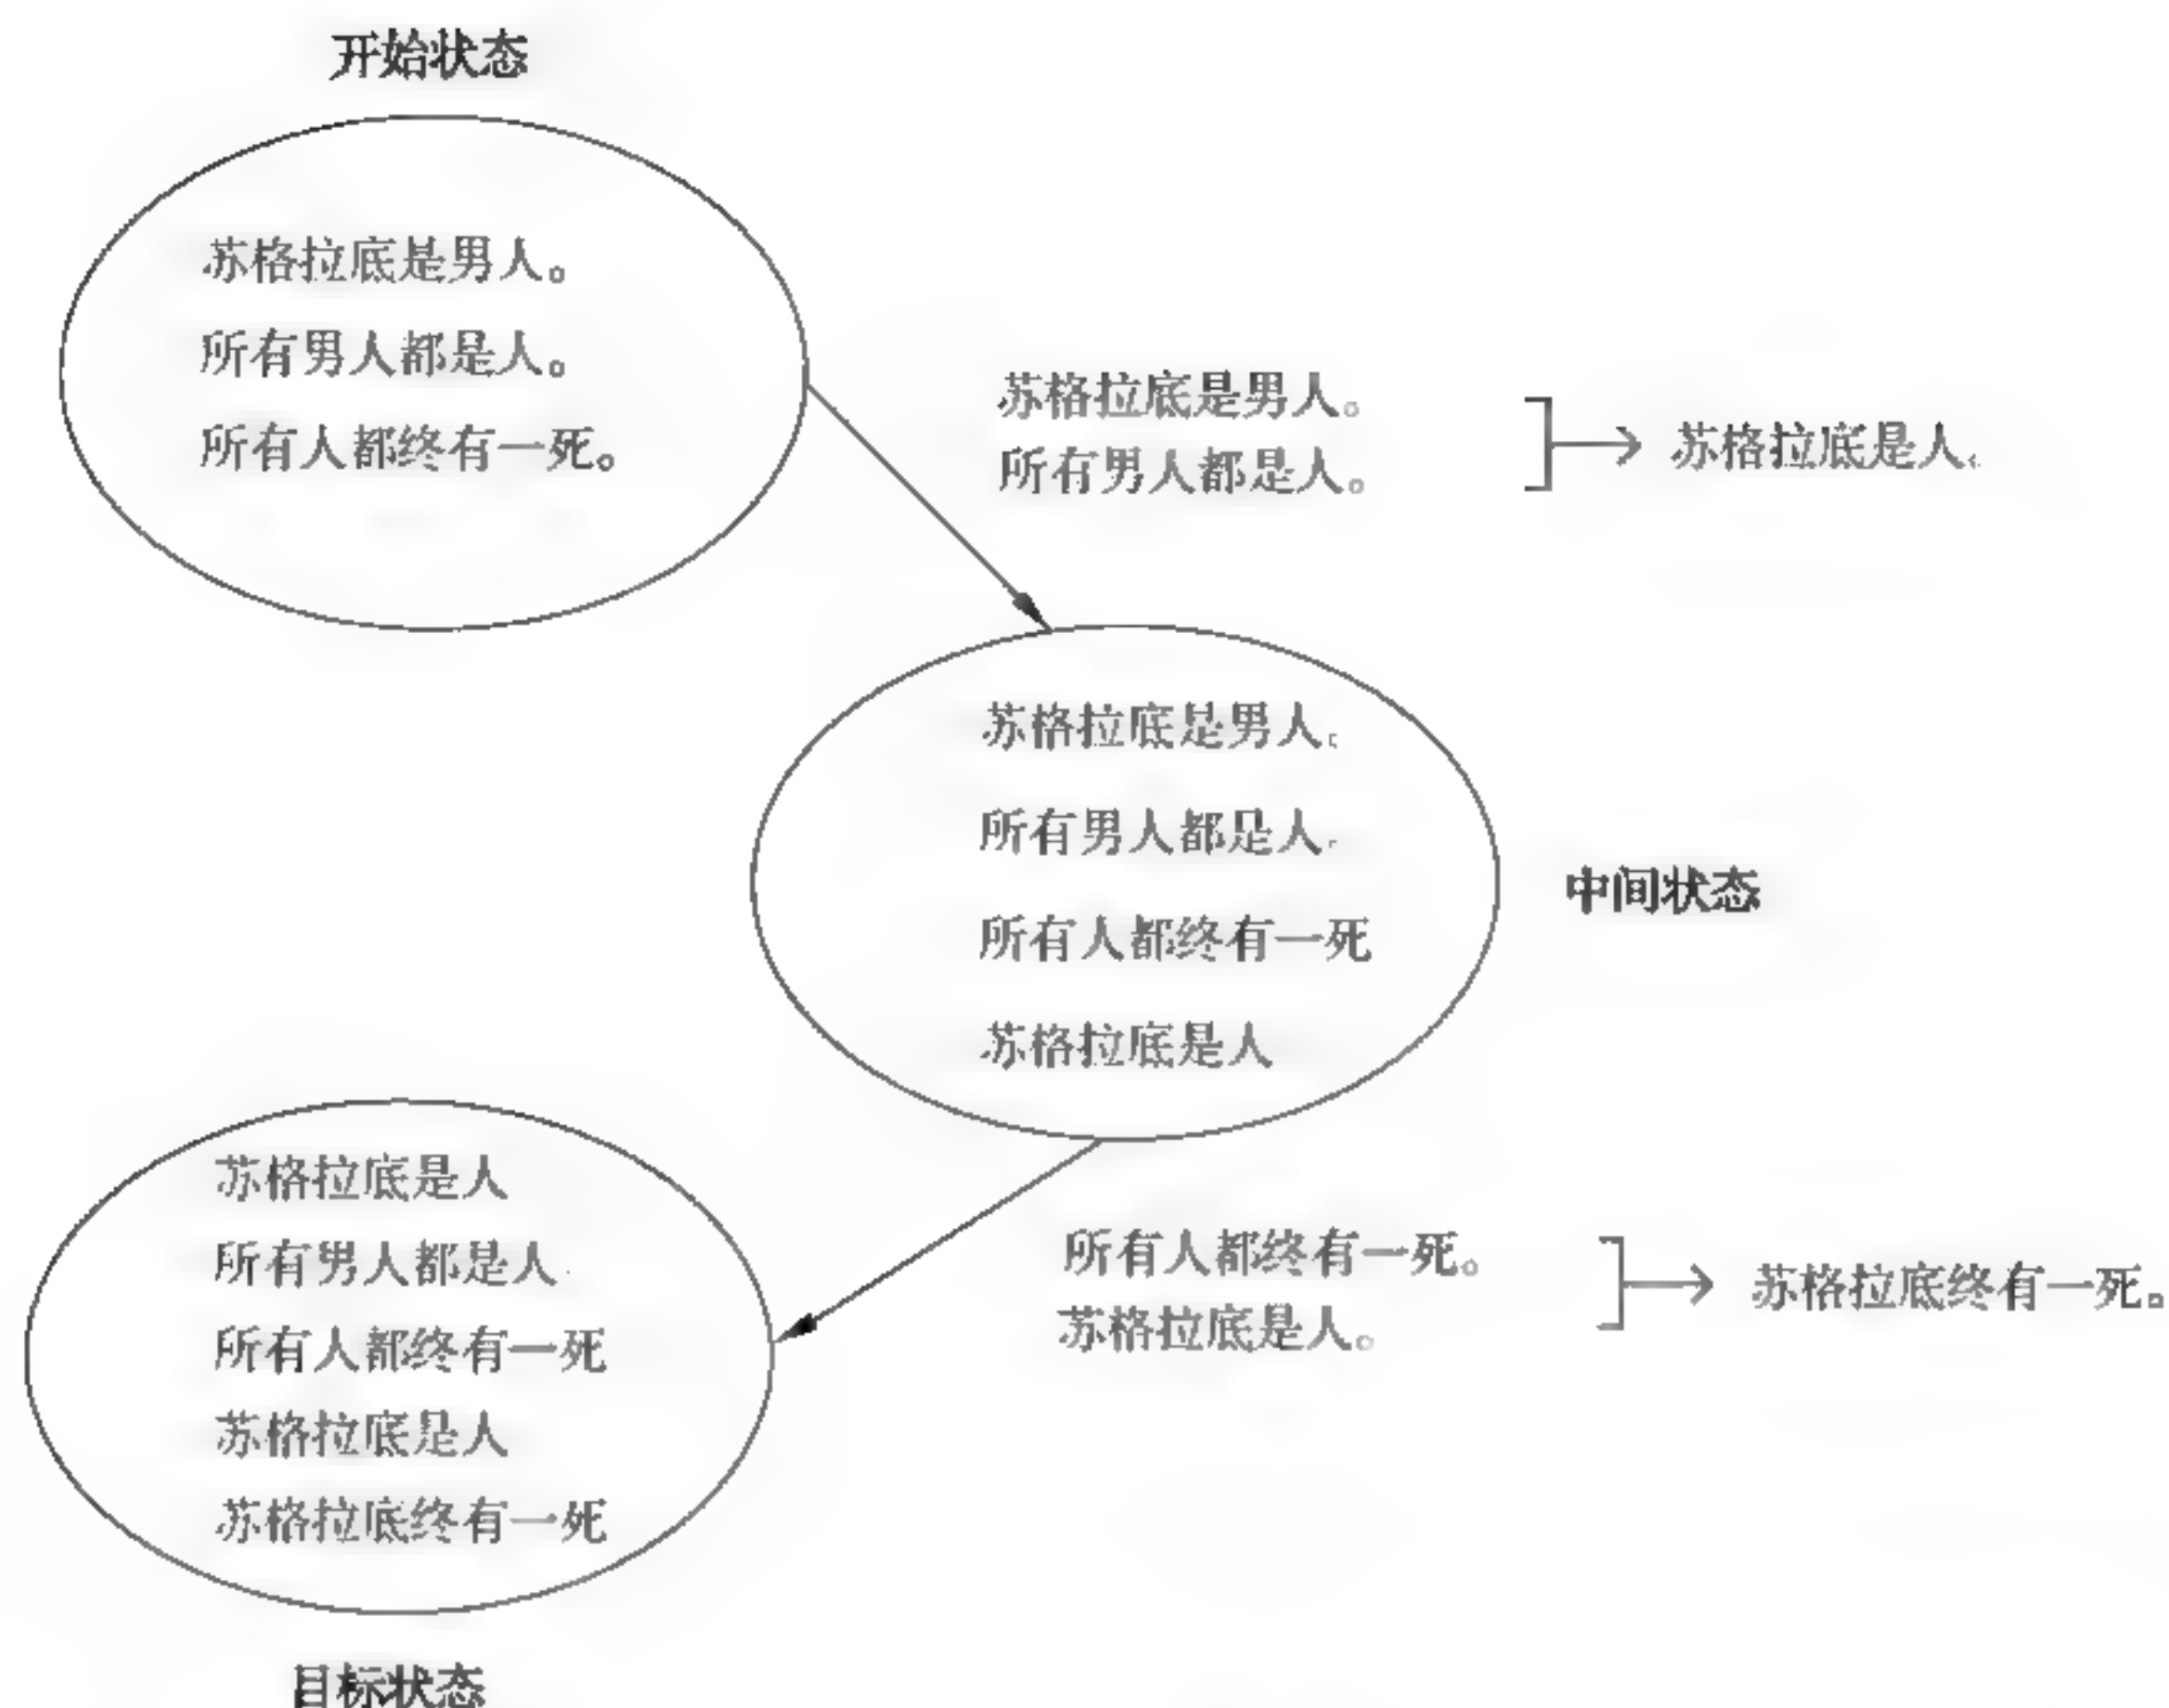 开始状态
苏格拉底是男人。
所有男人都是人。
所有人都终有一死。
苏格拉底是男人。
所有男人都是人。
苏格拉底是人。
苏格拉底是男人。
所有男人都是人。
所有人都终有一死
苏格拉底是人
中间状态
苏格拉底是人
所有男人都是人
所有人都终有一死
苏格拉底是人
苏格拉底终有一死
所有人都终有一死。
苏格拉底是人。
苏格拉底终有一死。
目标状态